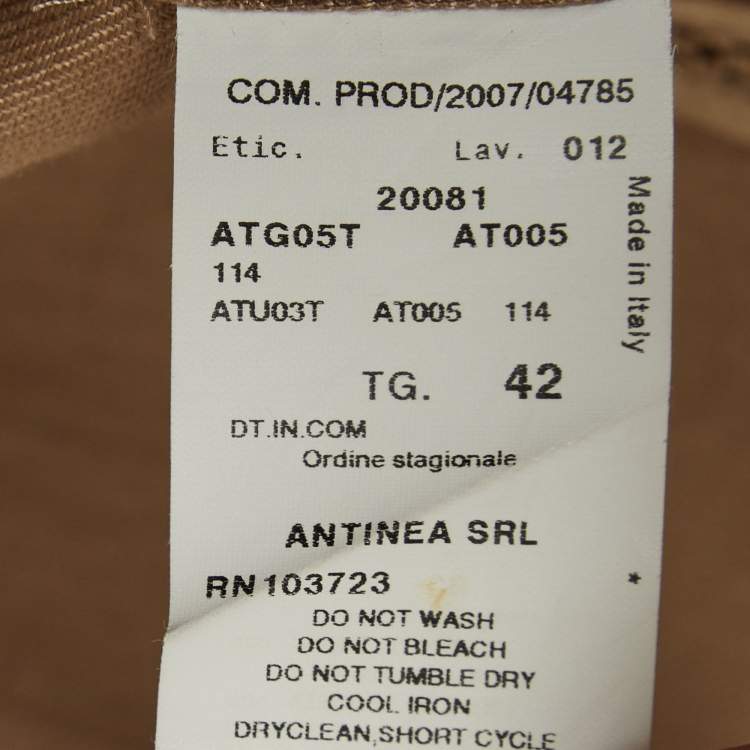 COM. PROD/2007/04785
Etic. Lav. 012
20081
ATG05T AT005
114
ATU03T AT005 114
Made in Italy
TG. 42
DT.IN.COM
Ordine stagionale
ANTINEA SRL
RN103723 *
DO NOT WASH
DO NOT BLEACH
DO NOT TUMBLE DRY
COOL IRON
DRYCLEAN,SHORT CYCLE